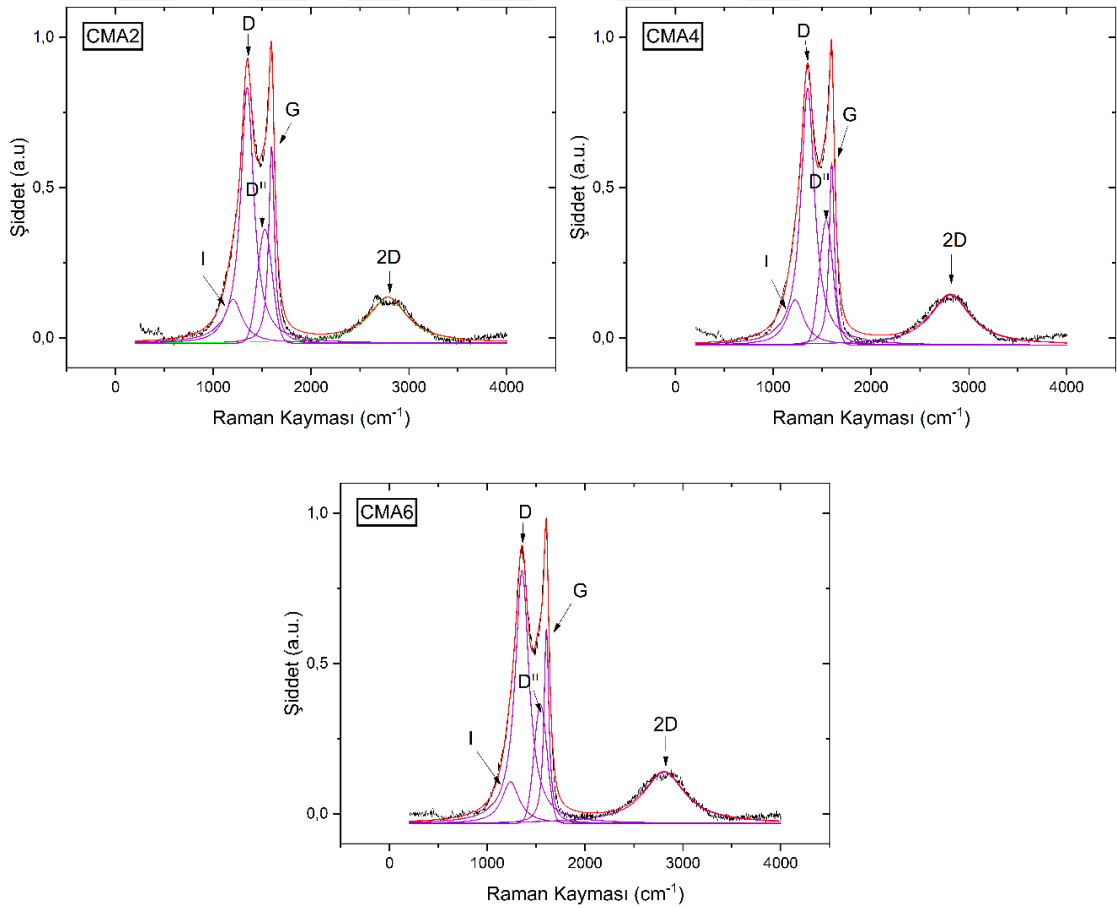 CMA2
D
G
D"
I
2D
1,0
0,5
0,0
Şiddet (a.u)
0
1000
2000
3000
4000
Raman Kayması (cm-1)
CMA4
D
G
D"
I
2D
1,0
0,5
0,0
Şiddet (a.u.)
0
1000
2000
3000
4000
Raman Kayması (cm-1)
CMA6
D
G
D"
I
2D
1,0
0,5
0,0
Şiddet (a.u.)
0
1000
2000
3000
4000
Raman Kayması (cm-1)